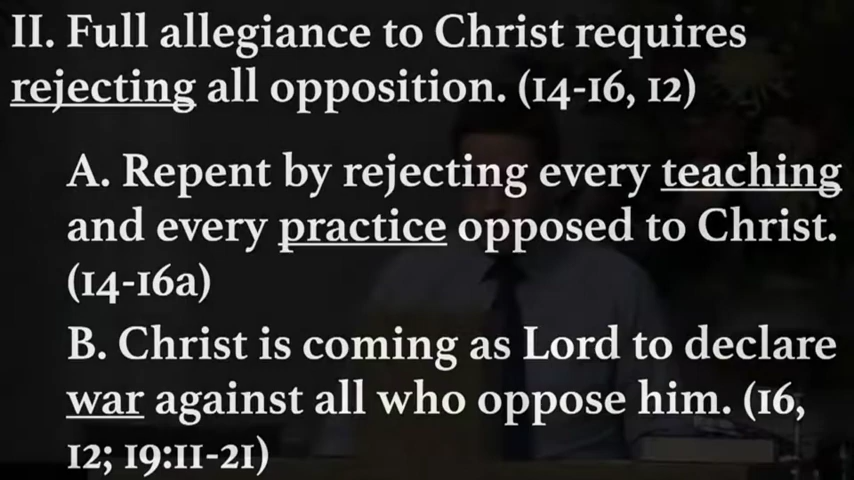 II. Full allegiance to Christ requires
rejecting all opposition. (14-16, 12)
A. Repent by rejecting every teaching
and every practice opposed to Christ.
(14-16a)
B. Christ is coming as Lord to declare
war against all who oppose him. (16,
12; 19:11-21)